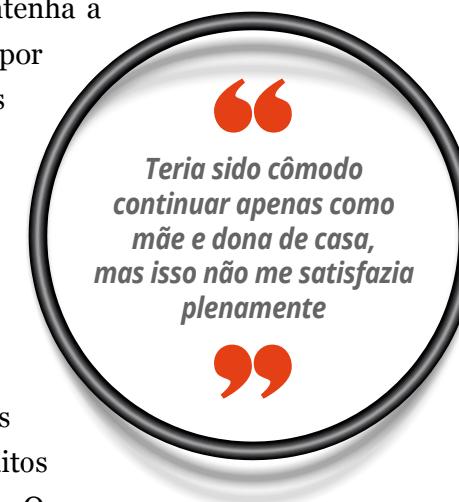 ntenha a
por
s
“
Teria sido cômodo
continuar apenas como
mãe e dona de casa,
mas isso não me satisfazia
plenamente
”
s
itos